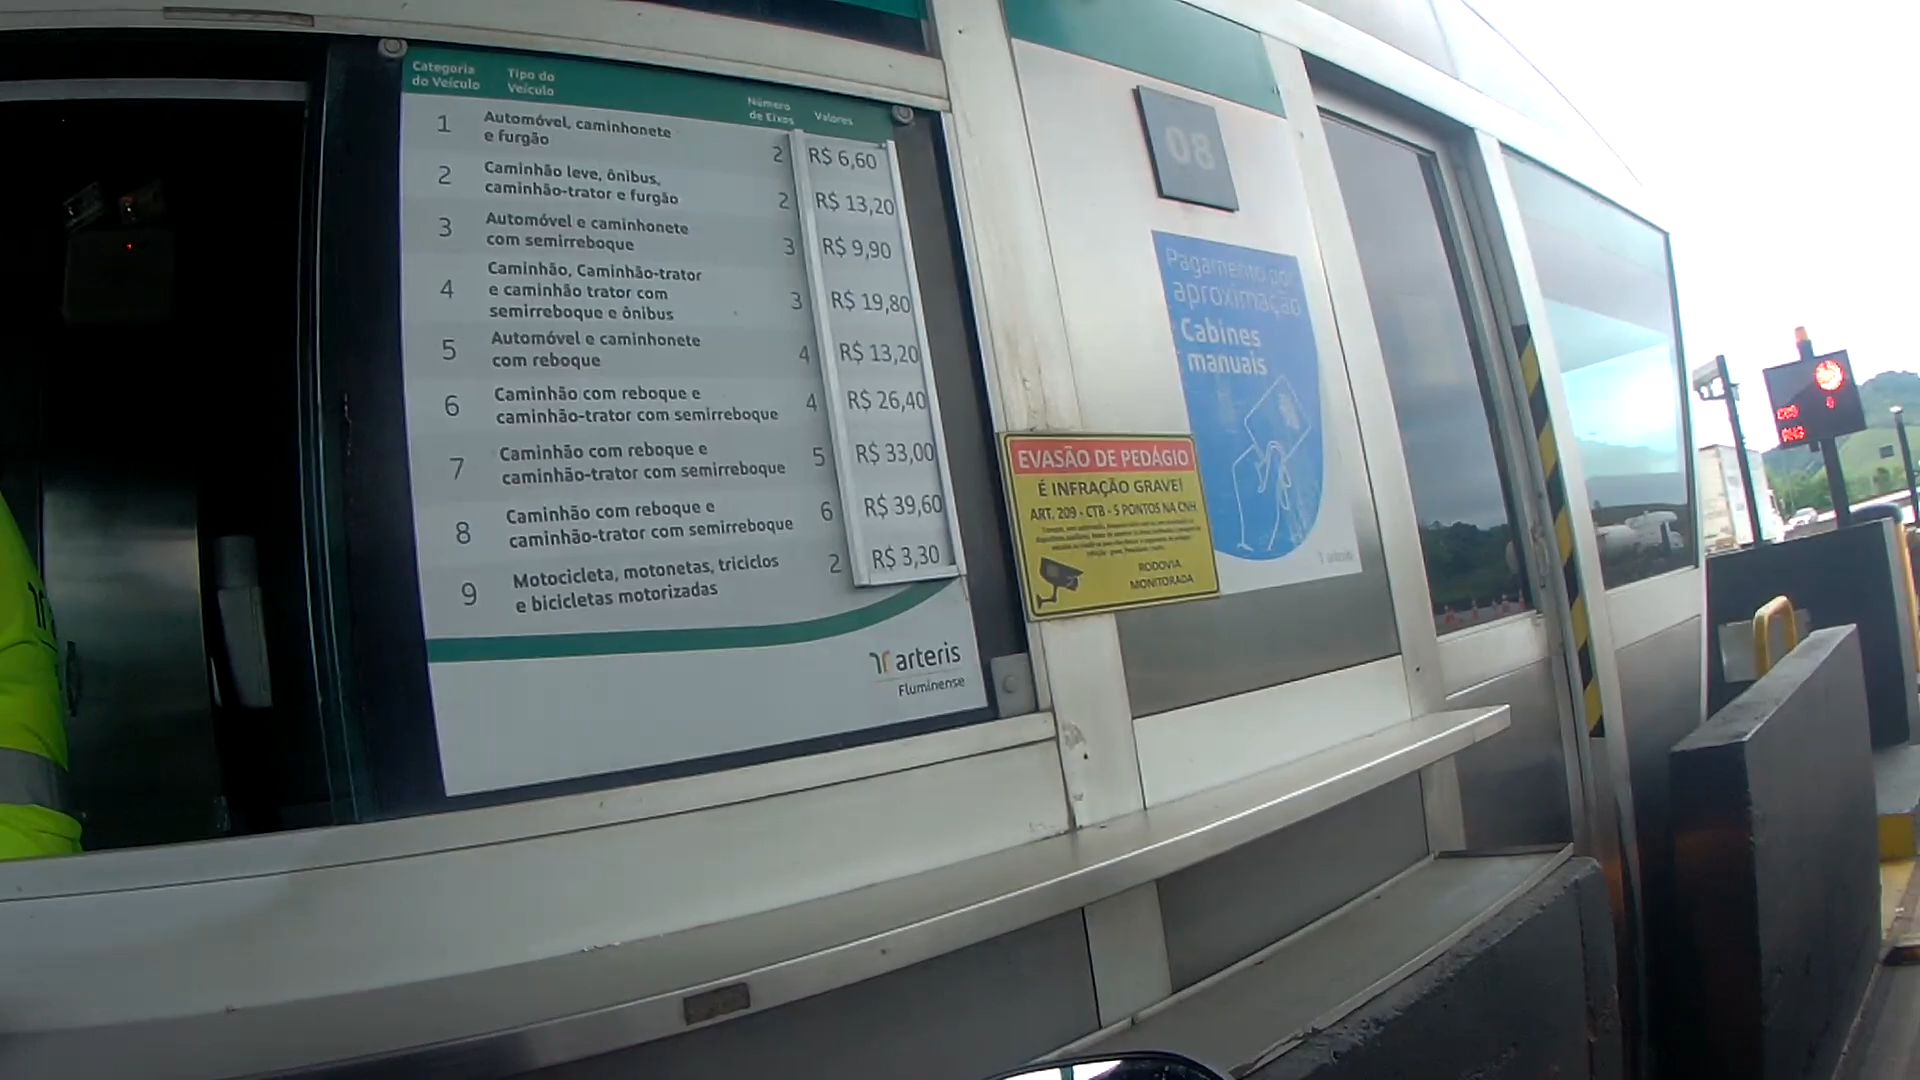 Categoria
do Veículo
Tipo do
Veículo
Número
de Eixos
Valores
1
Automóvel, caminhonete
e furgão
2
R$ 6,60
2
Caminhão leve, ônibus,
caminhão-trator e furgão
2
R$ 13,20
3
Automóvel e caminhonete
com semirreboque
3
R$ 9,90
4
Caminhão, Caminhão-trator
e caminhão trator com
semirreboque e ônibus
3
R$ 19,80
5
Automóvel e caminhonete
com reboque
4
R$ 13,20
6
Caminhão com reboque e
caminhão-trator com semirreboque
4
R$ 26,40
7
Caminhão com reboque e
caminhão-trator com semirreboque
5
R$ 33,00
8
Caminhão com reboque e
caminhão-trator com semirreboque
6
R$ 39,60
9
Motocicleta, motonetas, triciclos
e bicicletas motorizadas
2
R$ 3,30
arteris
Fluminense
08
Pagamento por
aproximação
Cabines
manuais
EVASÃO DE PEDÁGIO
É INFRAÇÃO GRAVE!
ART. 209 - CTB - 5 PONTOS NA CNH
RODOVIA
MONITORADA